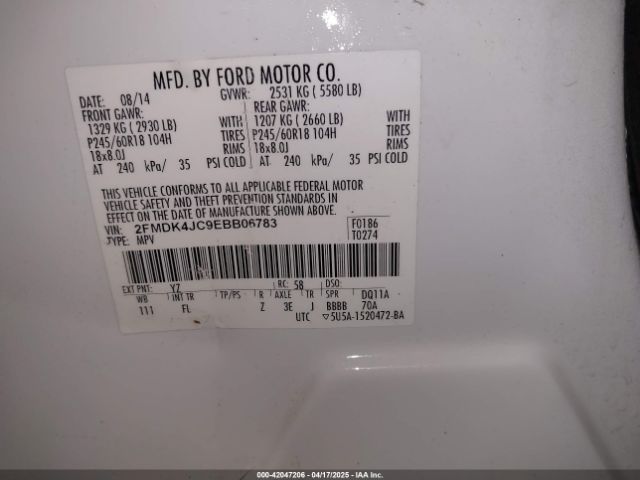 MFD. BY FORD MOTOR CO.
DATE: 08/14 GVWR: 2531 KG ( 5580 LB)
FRONT GAWR: REAR GAWR:
1329 KG ( 2930 LB) WITH 1207 KG ( 2660 LB) WITH
P245/60R18 104H TIRES P245/60R18 104H TIRES
18x8.0J RIMS 18x8.0J RIMS
AT 240 kPa/ 35 PSI COLD AT 240 kPa/ 35 PSI COLD
THIS VEHICLE CONFORMS TO ALL APPLICABLE FEDERAL MOTOR
VEHICLE SAFETY AND THEFT PREVENTION STANDARDS IN
EFFECT ON THE DATE OF MANUFACTURE SHOWN ABOVE.
VIN: 2FMDK4JC9EBB06783 F0186
TYPE: MPV T0274
EXT PNT: YZ RC: 58 DSO:
WB INT TR TP/PS R AXLE TR SPR DQ11A
111 FL Z 3E J BBBB 70A
UTC ▽5U5A-1520472-BA
000-42047206 - 04/17/2025 - IAAI.COM